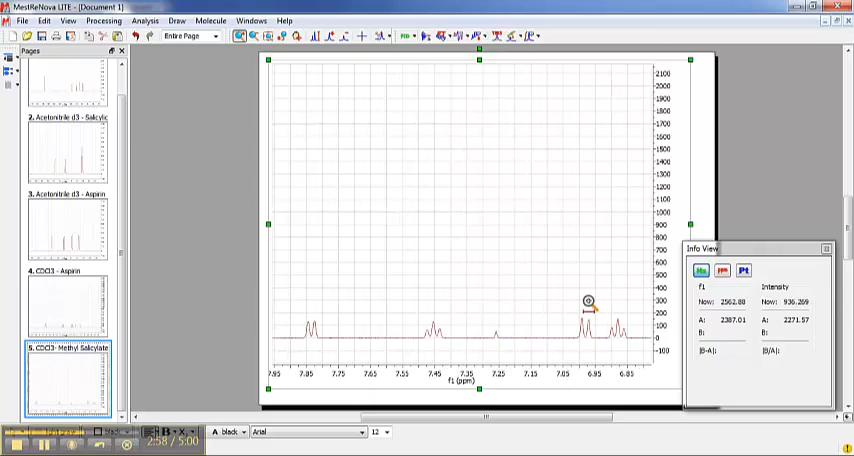 MestReNova LITE - [Document 1]
File Edit View Processing Analysis Draw Molecule Windows Help
Entire Page
Pages
2. Acetonitrile d3 - Salicylic
3. Acetonitrile d3 - Aspirin
4. CDCl3 - Aspirin
5. CDCl3- Methyl Salicylate
2100
2000
1900
1800
1700
1600
1500
1400
1300
1200
1100
1000
900
800
700
600
500
400
300
200
100
0
-100
7.95 7.85 7.75 7.65 7.55 7.45 7.35 7.25 7.15 7.05 6.95 6.85
f1 (ppm)
Info View
Hz ppm Pt
f1 Intensity
Now: 2562.88 Now: 936.269
A: 2387.01 A: 2271.57
B: B:
|B-A|: |B/A|:
black B X A black Arial 12
2:58 / 5:00